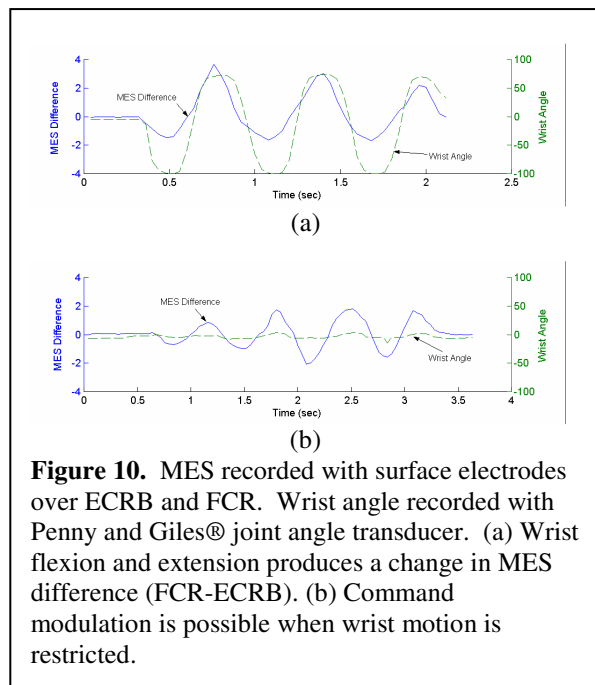 4
2
0
-2
-4
MES Difference
100
50
0
-50
-100
Wrist Angle
MES Difference
Wrist Angle
0 0.5 1 1.5 2 2.5
Time (sec)
(a)
4
2
0
-2
-4
MES Difference
100
50
0
-50
-100
Wrist Angle
MES Difference
Wrist Angle
0 0.5 1 1.5 2 2.5 3 3.5 4
Time (sec)
(b)
Figure 10. MES recorded with surface electrodes
over ECRB and FCR. Wrist angle recorded with
Penny and Giles® joint angle transducer. (a) Wrist
flexion and extension produces a change in MES
difference (FCR-ECRB). (b) Command
modulation is possible when wrist motion is
restricted.